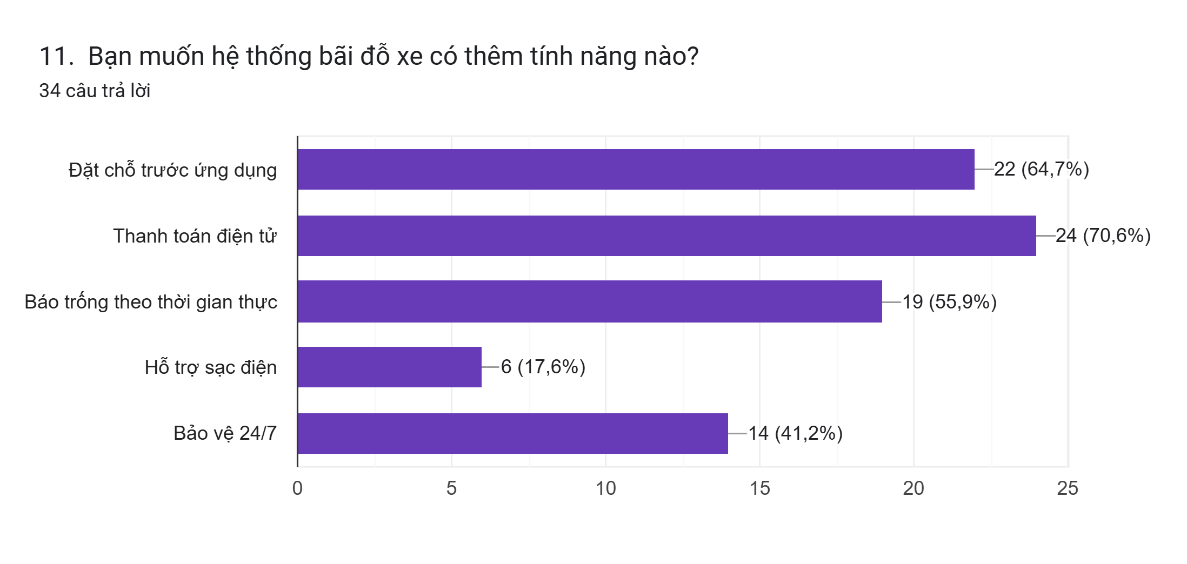 11.  Bạn muốn hệ thống bãi đỗ xe có thêm tính năng nào?
34 câu trả lời
Đặt chỗ trước ứng dụng
22 (64,7%)
Thanh toán điện tử
24 (70,6%)
Báo trống theo thời gian thực
19 (55,9%)
Hỗ trợ sạc điện
6 (17,6%)
Bảo vệ 24/7
14 (41,2%)
0 5 10 15 20 25